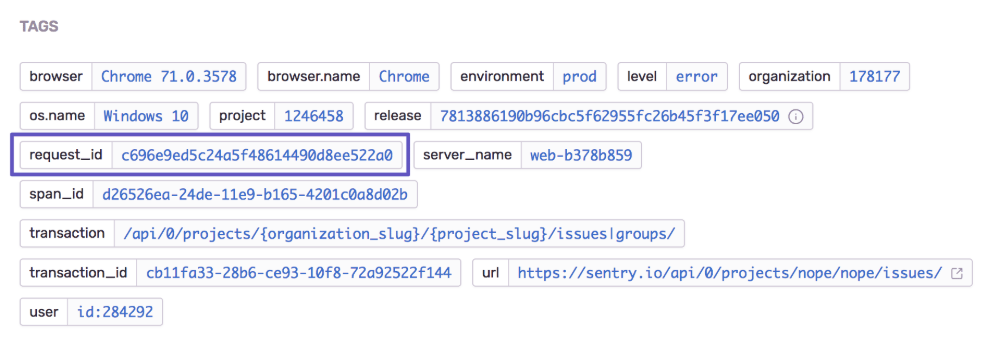 TAGS
browser Chrome 71.0.3578 browser.name Chrome environment prod level error organization 178177
os.name Windows 10 project 1246458 release 7813886190b96cbc5f62955fc26b45f3f17ee050
request_id c696e9ed5c24a5f48614490d8ee522a0 server_name web-b378b859
span_id d26526ea-24de-11e9-b165-4201c0a8d02b
transaction /api/0/projects/{organization_slug}/{project_slug}/issues|groups/
transaction_id cb11fa33-28b6-ce93-10f8-72a92522f144 url https://sentry.io/api/0/projects/nope/nope/issues/
user id:284292